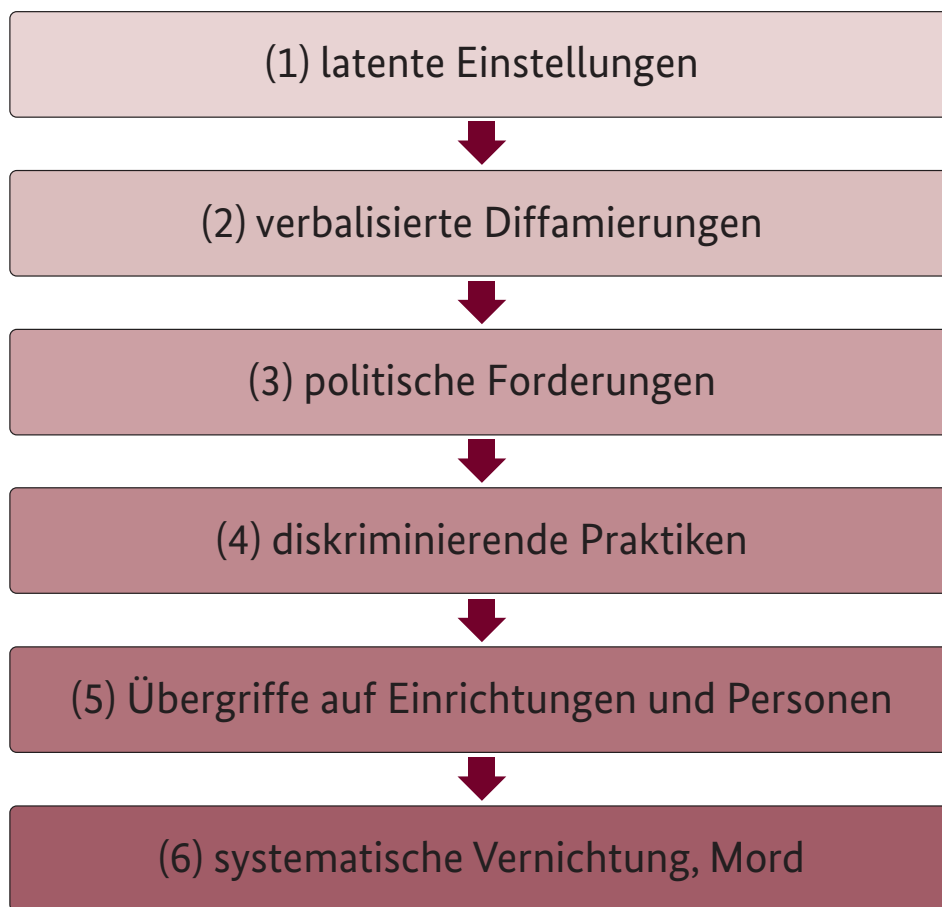 (1) latente Einstellungen
(2) verbalisierte Diffamierungen
(3) politische Forderungen
(4) diskriminierende Praktiken
(5) Übergriffe auf Einrichtungen und Personen
(6) systematische Vernichtung, Mord